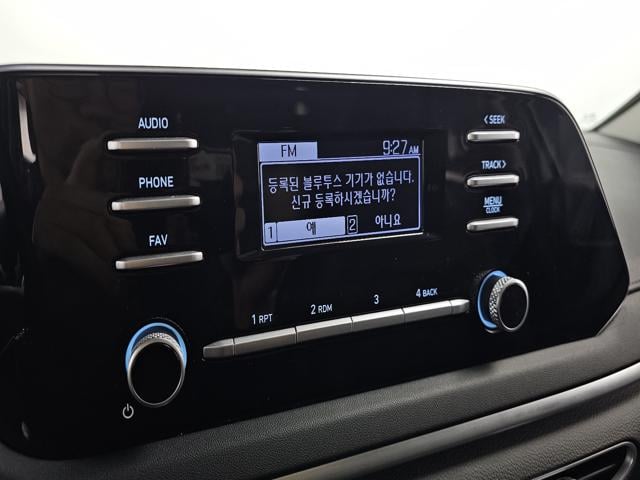 AUDIO
PHONE
FAV
FM 9:27 AM
등록된 블루투스 기기가 없습니다.
신규 등록하시겠습니까?
1 예 2 아니요
< SEEK
TRACK >
MENU
CLOCK
1 RPT 2 RDM 3 4 BACK